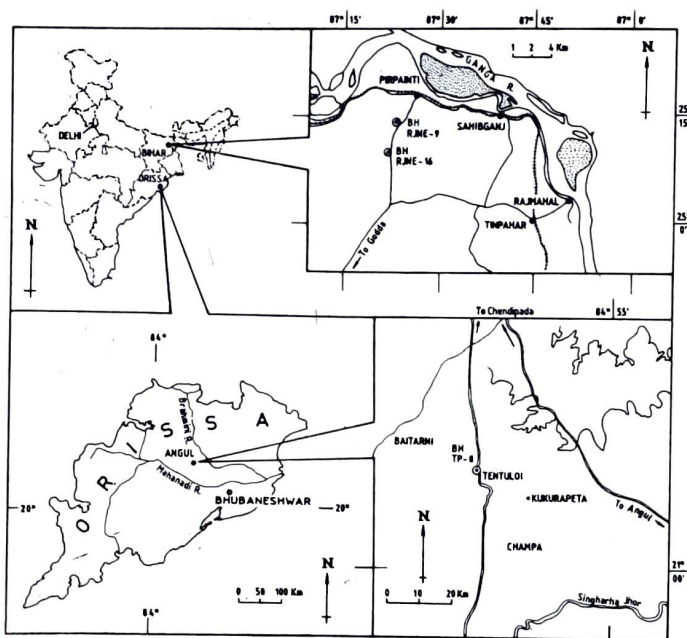 87° 15'
87° 30'
87° 45'
87° 0'
N
DELHI
BIHAR
ORISSA
N
1 2 4 Km
GANGA R.
N
PIRPAINTI
BH
RJNE-9
SAHIBGANJ
25
15
BH
RJNE-16
RAJMAHAL
TINPAHAR
25
0'
To Godda
84°
ORISSA
Brahmani R.
ANGUL
Mahanadi R.
BHUBANESHWAR
20°
20°
N
0 50 100 Km
84°
To Chendipada
84° 55'
BAITARNI
BH
TP-8
TENTULOI
KUKURAPETA
To Angul
CHAMPA
N
0 10 20 Km
21°
00'
Singharha Jhor